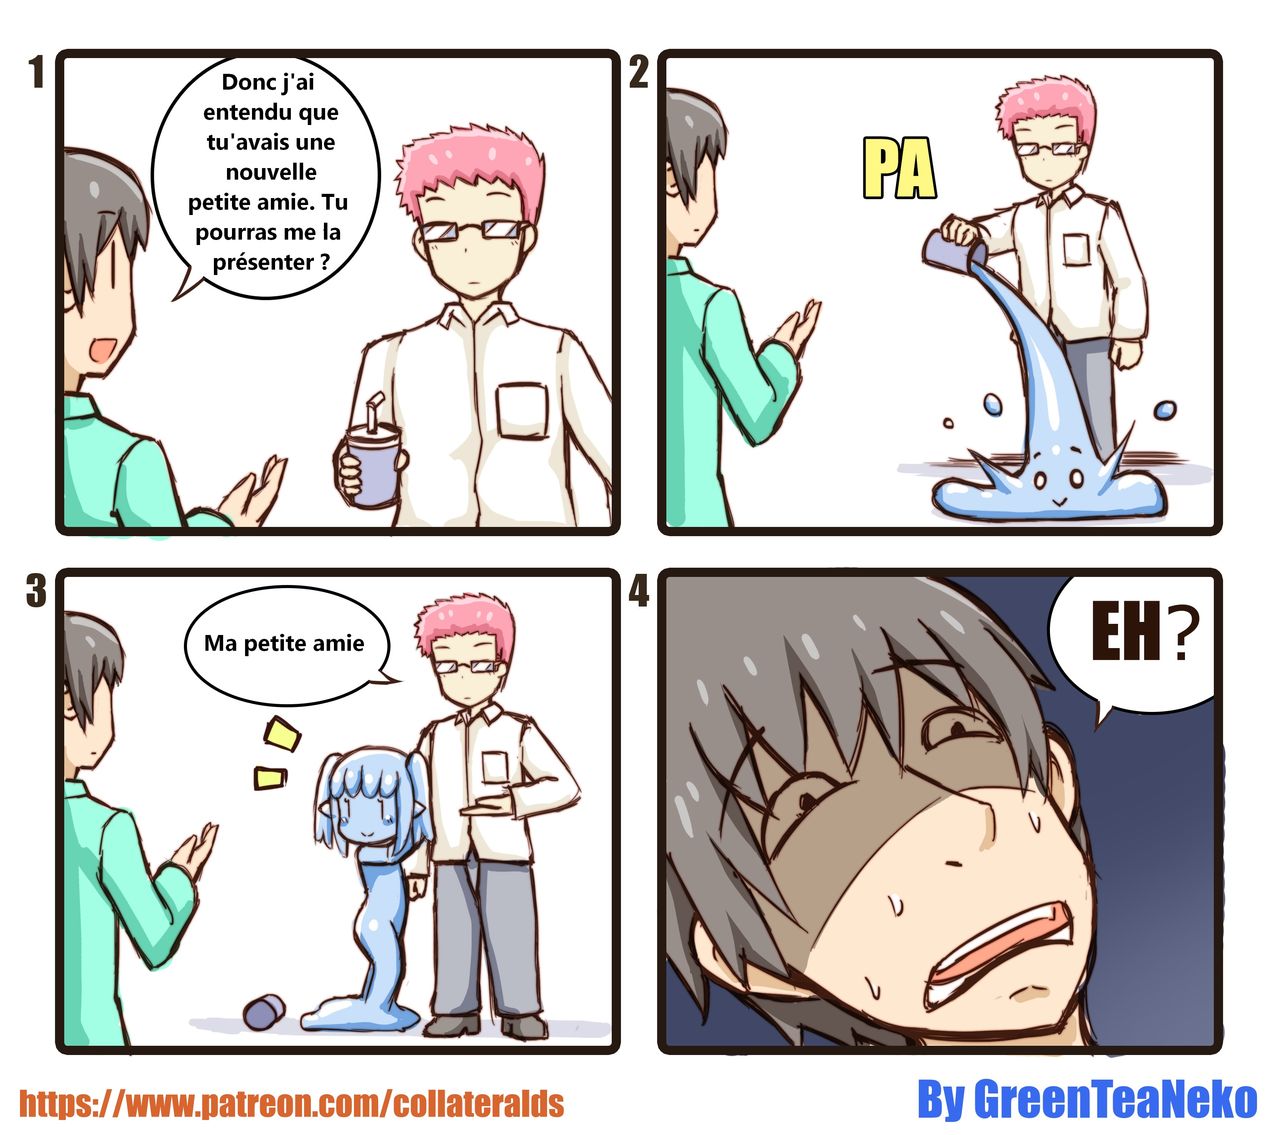 1
Donc j'ai
entendu que
tu'avais une
nouvelle
petite amie. Tu
pourras me la
présenter ?
2
PA
3
Ma petite amie
4
EH?
https://www.patreon.com/collateralds
By GreenTeaNeko